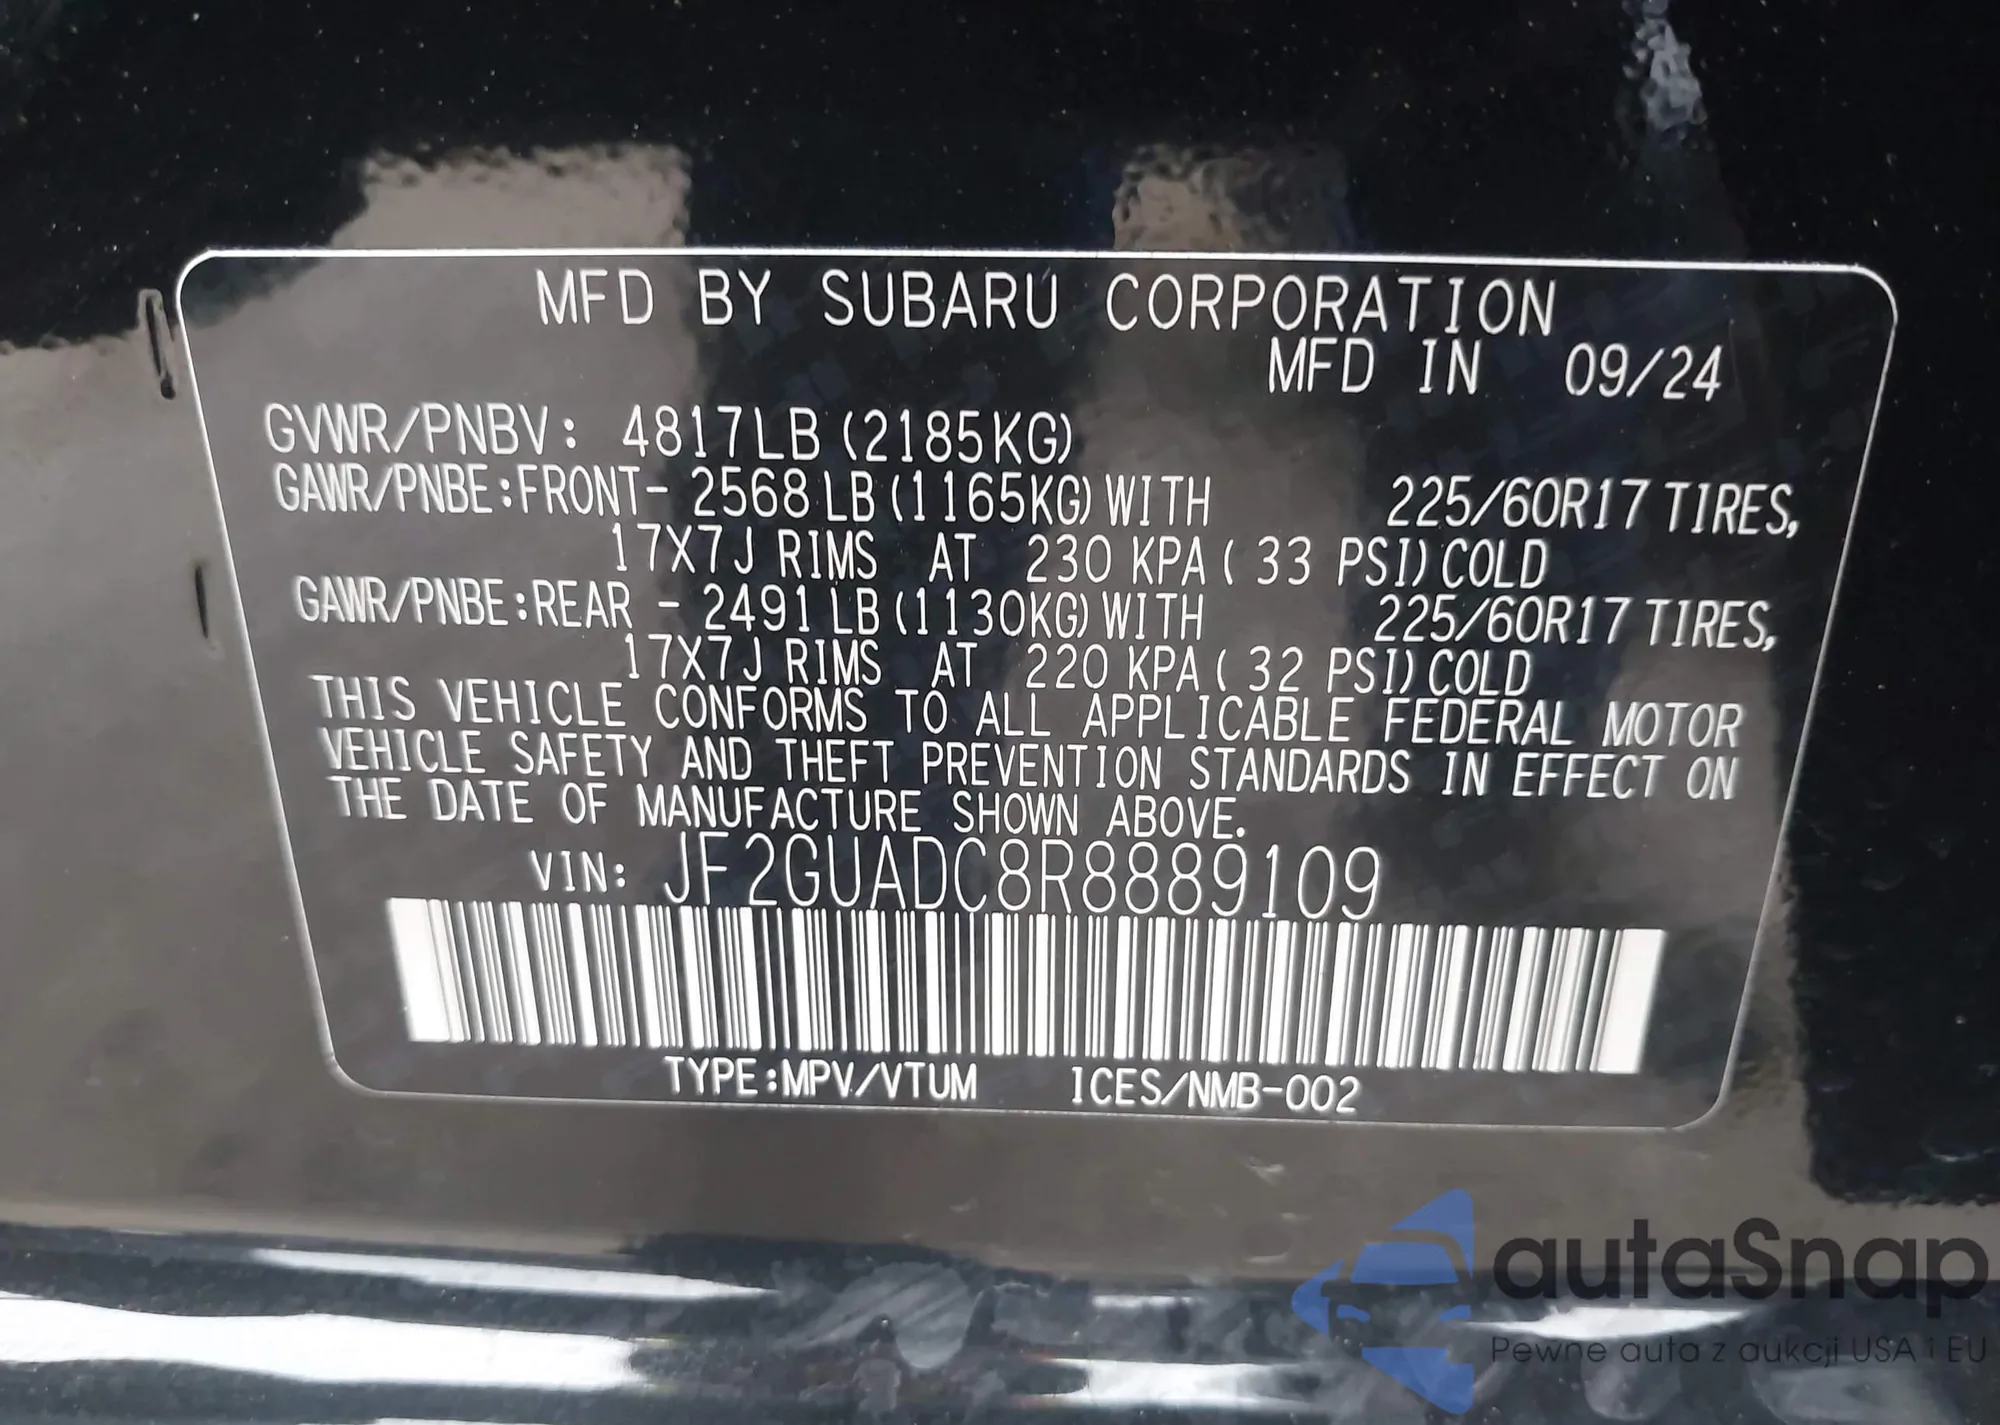 MFD BY SUBARU CORPORATION
MFD IN 09/24
GVWR/PNBV: 4817LB (2185KG)
GAWR/PNBE:FRONT- 2568 LB (1165KG) WITH 225/60R17 TIRES,
17X7J RIMS AT 230 KPA ( 33 PSI) COLD
GAWR/PNBE:REAR - 2491 LB (1130KG) WITH 225/60R17 TIRES,
17X7J RIMS AT 220 KPA ( 32 PSI) COLD
THIS VEHICLE CONFORMS TO ALL APPLICABLE FEDERAL MOTOR
VEHICLE SAFETY AND THEFT PREVENTION STANDARDS IN EFFECT ON
THE DATE OF MANUFACTURE SHOWN ABOVE.
VIN: JF2GUADC8R8889109
TYPE:MPV/VTUM ICES/NMB-002
autaSnap
Pewne auta z aukcji USA i EU